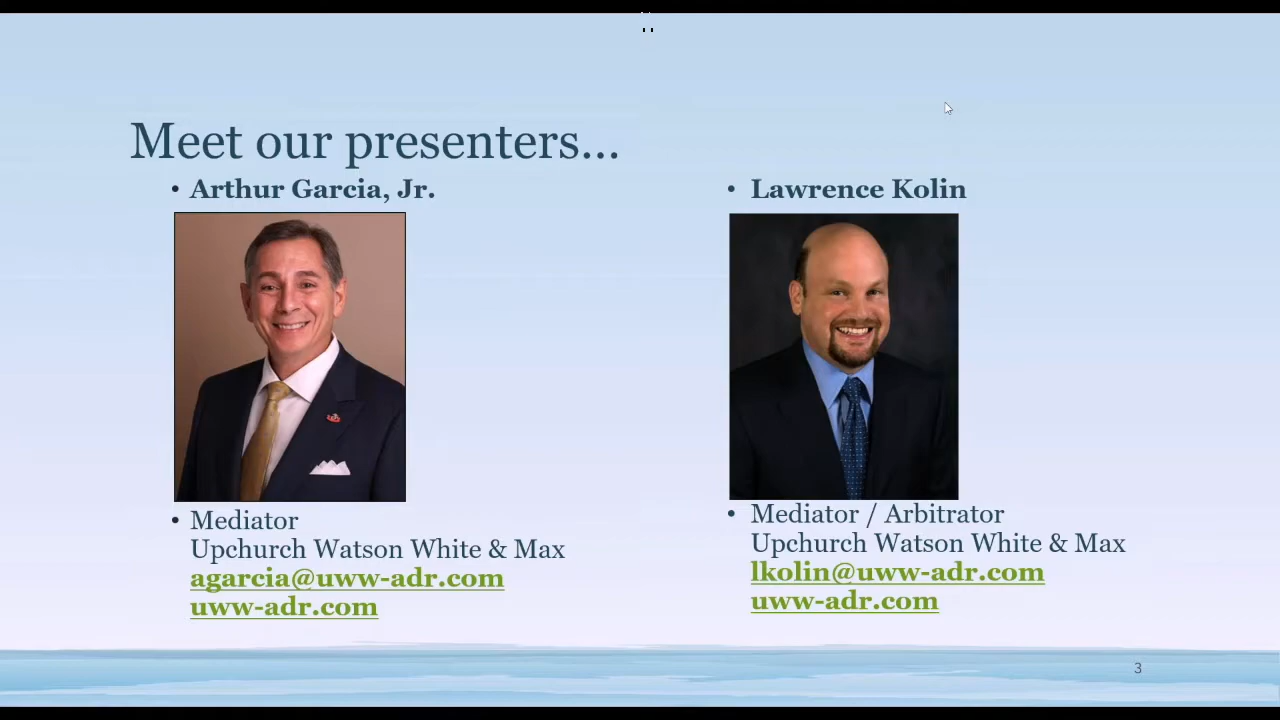 Meet our presenters...
• Arthur Garcia, Jr.
• Mediator
Upchurch Watson White & Max
agarcia@uww-adr.com
uww-adr.com
• Lawrence Kolin
• Mediator / Arbitrator
Upchurch Watson White & Max
lkolin@uww-adr.com
uww-adr.com
3